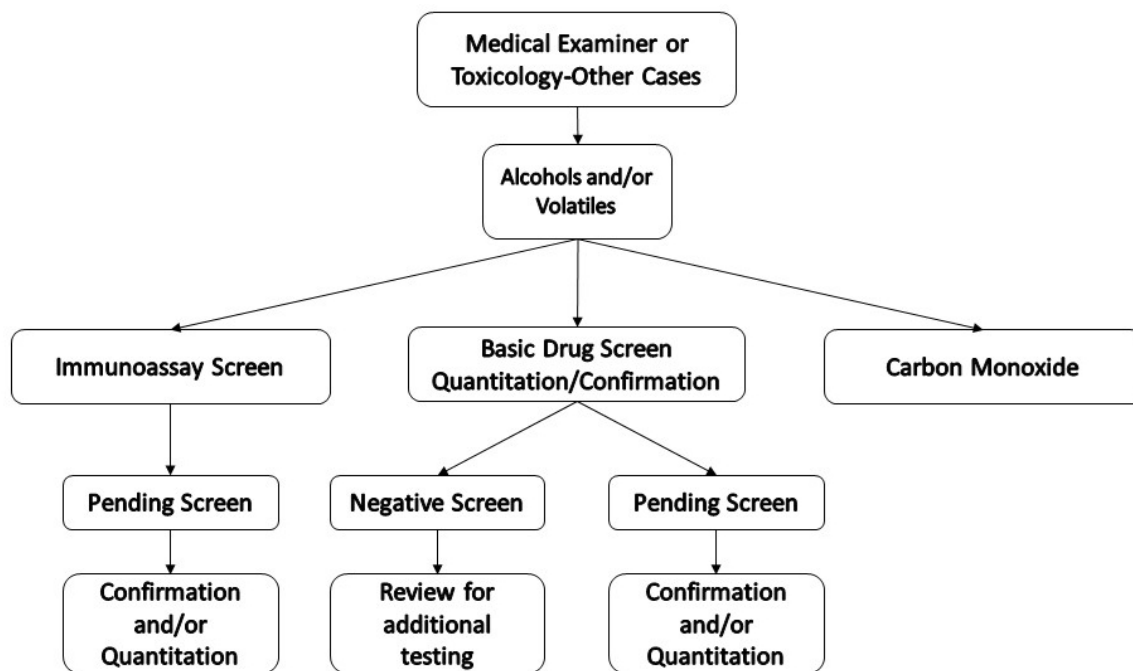 Medical Examiner or
Toxicology-Other Cases
Alcohols and/or
Volatiles
Immunoassay Screen
Basic Drug Screen
Quantitation/Confirmation
Carbon Monoxide
Pending Screen
Negative Screen
Pending Screen
Confirmation
and/or
Quantitation
Review for
additional
testing
Confirmation
and/or
Quantitation